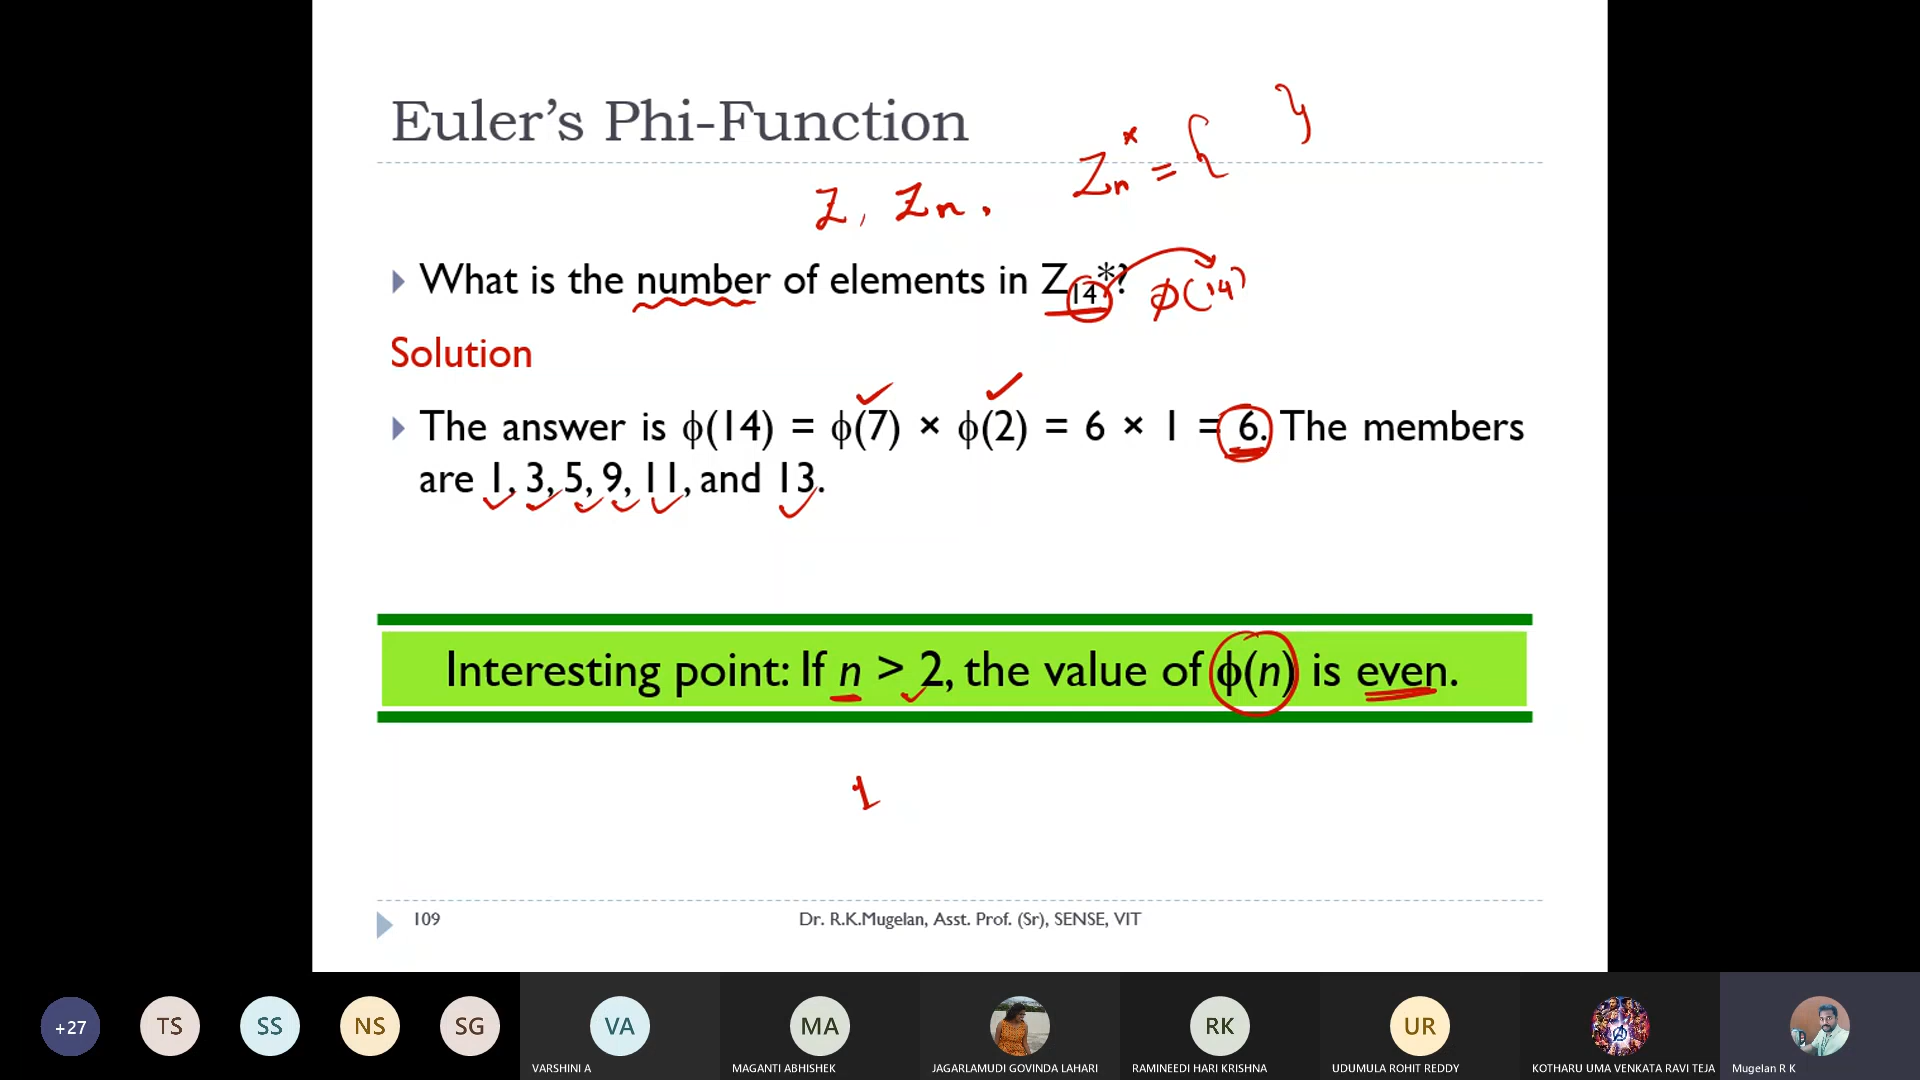 Euler's Phi-Function
Z, Zn.
Zn* = { }
What is the number of elements in Z14*?
ϕ(14)
Solution
The answer is ϕ(14) = ϕ(7) × ϕ(2) = 6 × 1 = 6. The members
are 1, 3, 5, 9, 11, and 13.
Interesting point: If n > 2, the value of ϕ(n) is even.
1
109
Dr. R.K.Mugelan, Asst. Prof. (Sr), SENSE, VIT
+27
TS
SS
NS
SG
VA
MA
RK
UR
VARSHINI A
MAGANTI ABHISHEK
JAGARLAMUDI GOVINDA LAHARI
RAMINEEDI HARI KRISHNA
UDUMULA ROHIT REDDY
KOTHARU UMA VENKATA RAVI TEJA
Mugelan R K